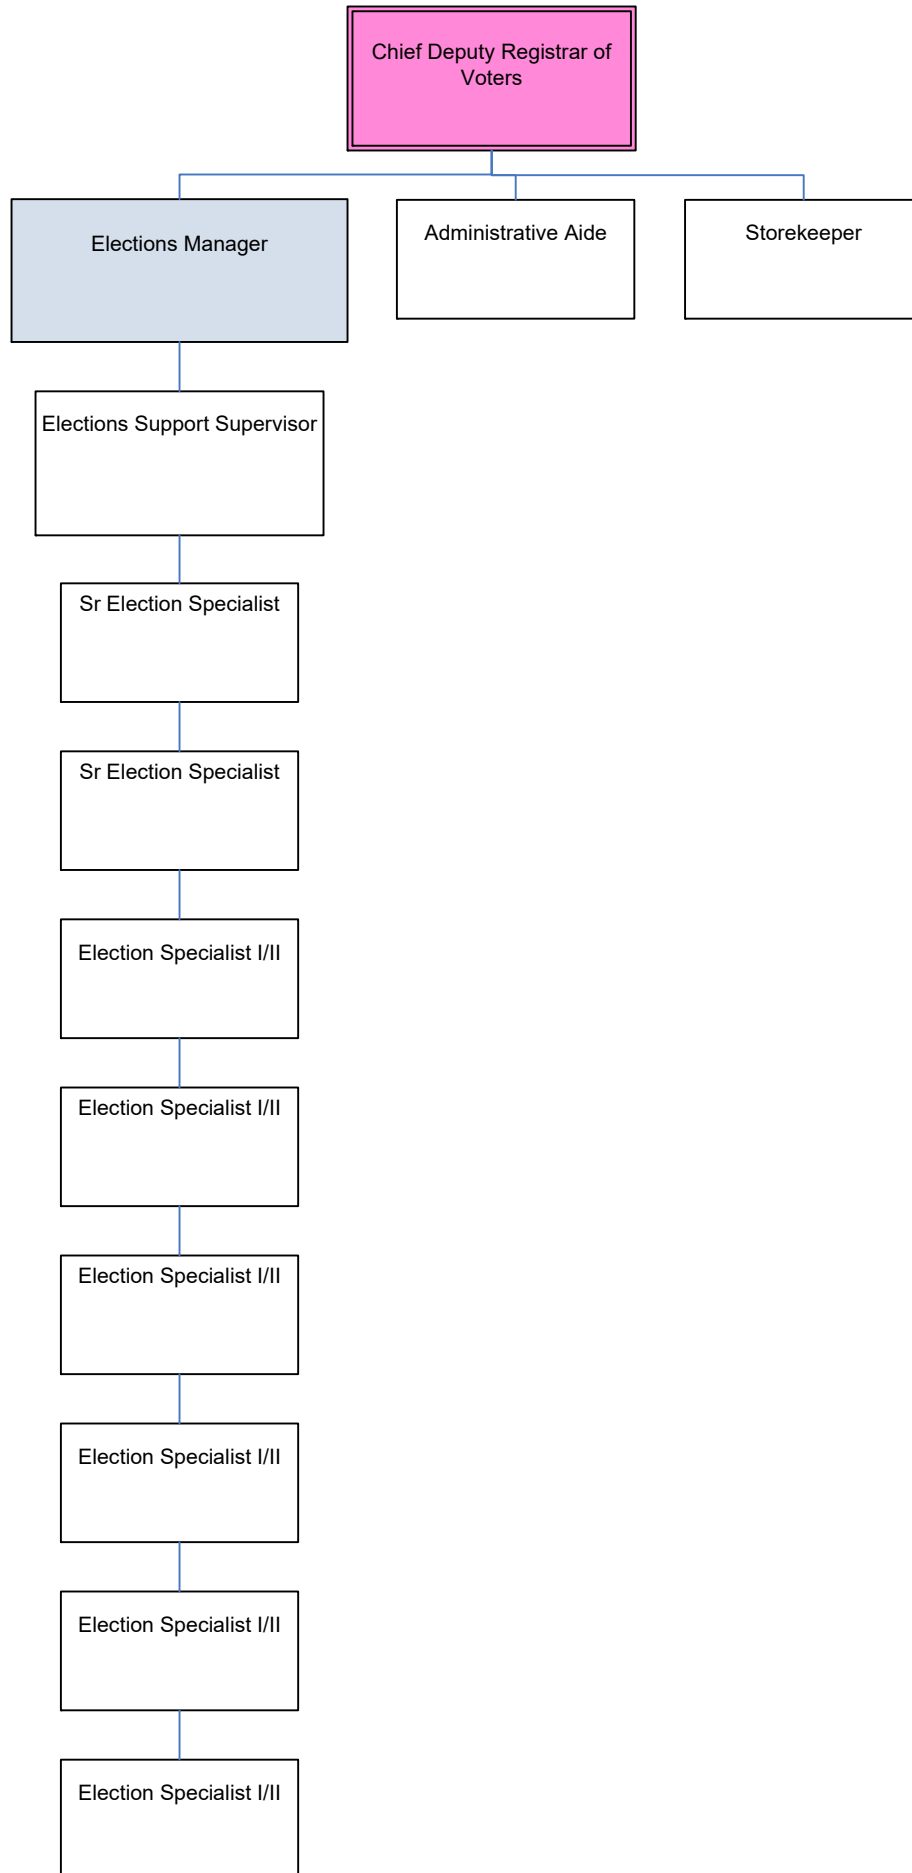 Chief Deputy Registrar of
Voters
Elections Manager
Administrative Aide
Storekeeper
Elections Support Supervisor
Sr Election Specialist
Sr Election Specialist
Election Specialist I/II
Election Specialist I/II
Election Specialist I/II
Election Specialist I/II
Election Specialist I/II
Election Specialist I/II